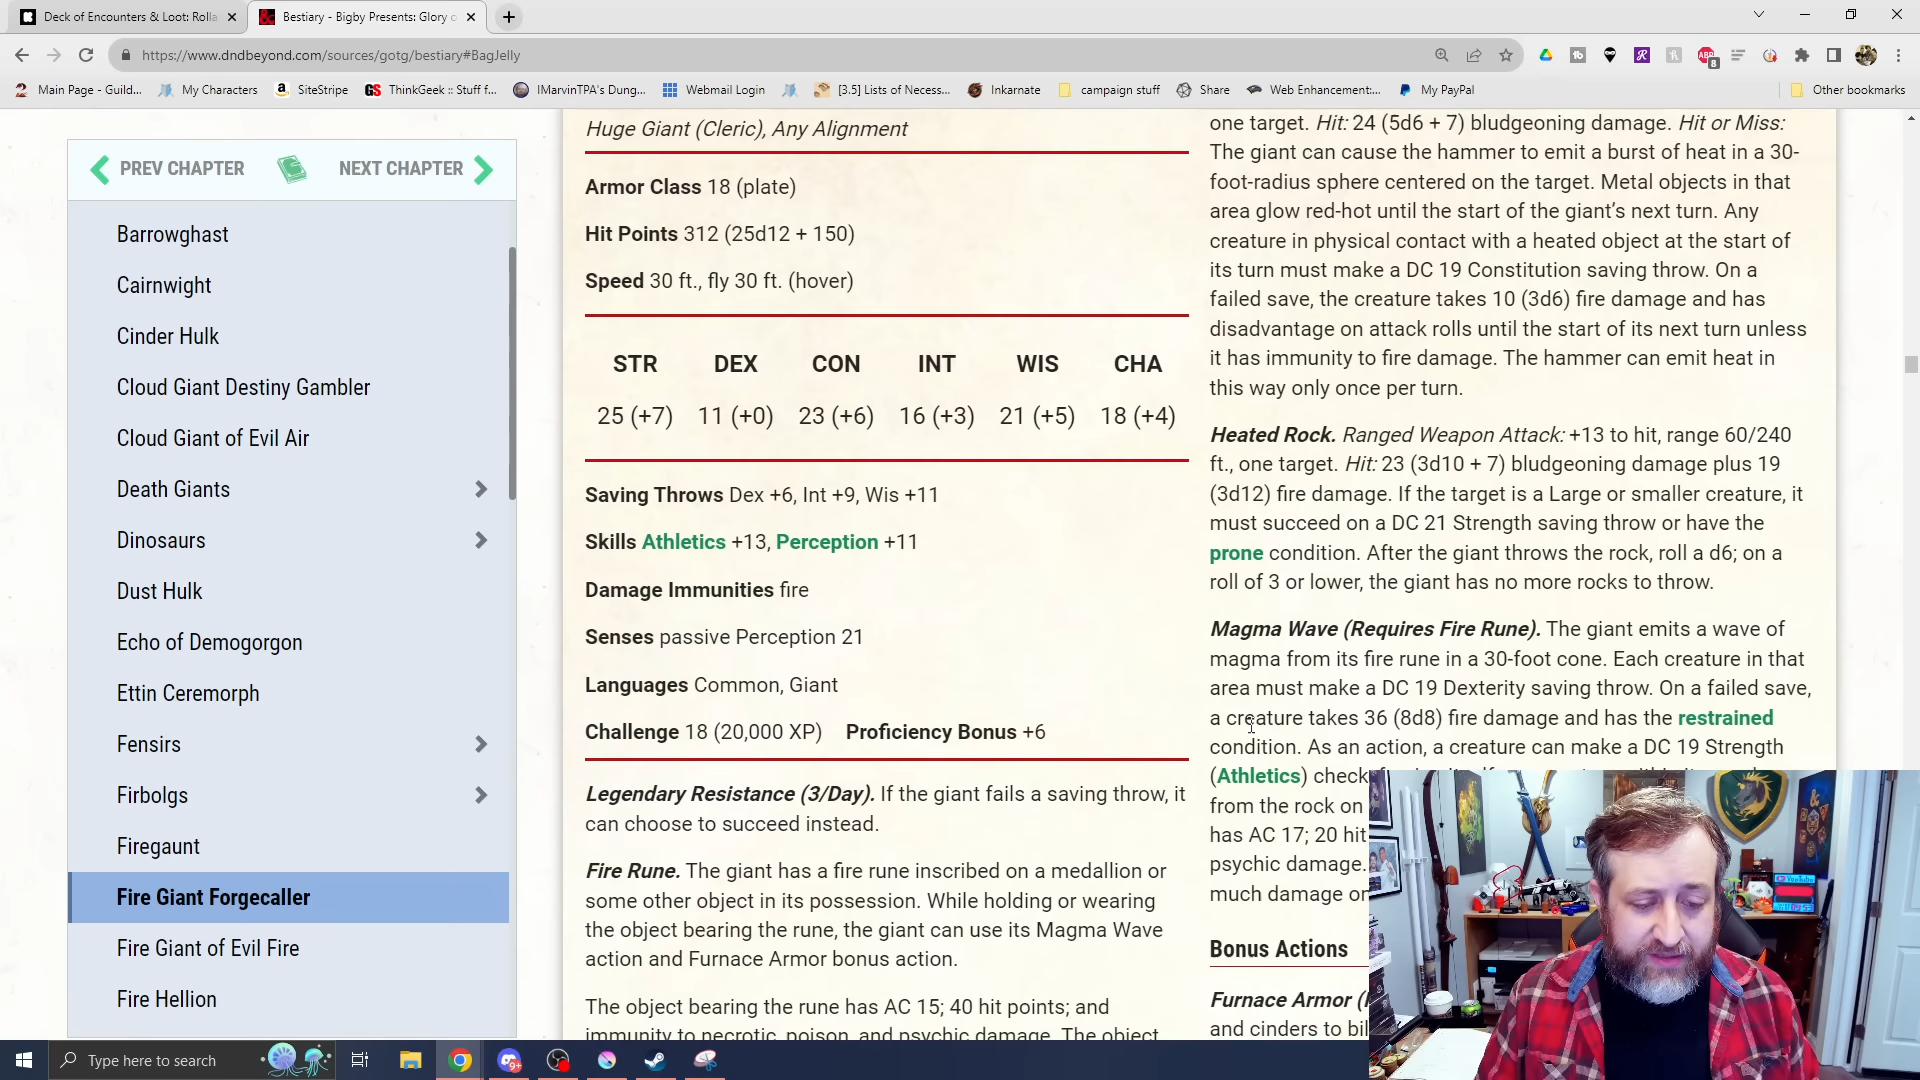 Deck of Encounters & Loot: Rolla
Bestiary - Bigby Presents: Glory o
https://www.dndbeyond.com/sources/gotg/bestiary#BagJelly
Main Page - Guild...
My Characters
SiteStripe
ThinkGeek :: Stuff f...
IMarvinTPA's Dung...
Webmail Login
[3.5] Lists of Necess...
Inkarnate
campaign stuff
Share
Web Enhancement:...
My PayPal
Other bookmarks
PREV CHAPTER
NEXT CHAPTER
Barrowghast
Cairnwight
Cinder Hulk
Cloud Giant Destiny Gambler
Cloud Giant of Evil Air
Death Giants
Dinosaurs
Dust Hulk
Echo of Demogorgon
Ettin Ceremorph
Fensirs
Firbolgs
Firegaunt
Fire Giant Forgecaller
Fire Giant of Evil Fire
Fire Hellion
Huge Giant (Cleric), Any Alignment
Armor Class 18 (plate)
Hit Points 312 (25d12 + 150)
Speed 30 ft., fly 30 ft. (hover)
STR DEX CON INT WIS CHA
25 (+7) 11 (+0) 23 (+6) 16 (+3) 21 (+5) 18 (+4)
Saving Throws Dex +6, Int +9, Wis +11
Skills Athletics +13, Perception +11
Damage Immunities fire
Senses passive Perception 21
Languages Common, Giant
Challenge 18 (20,000 XP) Proficiency Bonus +6
Legendary Resistance (3/Day). If the giant fails a saving throw, it
can choose to succeed instead.
Fire Rune. The giant has a fire rune inscribed on a medallion or
some other object in its possession. While holding or wearing
the object bearing the rune, the giant can use its Magma Wave
action and Furnace Armor bonus action.
The object bearing the rune has AC 15; 40 hit points; and
immunity to necrotic, poison, and psychic damage. The object
one target. Hit: 24 (5d6 + 7) bludgeoning damage. Hit or Miss:
The giant can cause the hammer to emit a burst of heat in a 30-
foot-radius sphere centered on the target. Metal objects in that
area glow red-hot until the start of the giant's next turn. Any
creature in physical contact with a heated object at the start of
its turn must make a DC 19 Constitution saving throw. On a
failed save, the creature takes 10 (3d6) fire damage and has
disadvantage on attack rolls until the start of its next turn unless
it has immunity to fire damage. The hammer can emit heat in
this way only once per turn.
Heated Rock. Ranged Weapon Attack: +13 to hit, range 60/240
ft., one target. Hit: 23 (3d10 + 7) bludgeoning damage plus 19
(3d12) fire damage. If the target is a Large or smaller creature, it
must succeed on a DC 21 Strength saving throw or have the
prone condition. After the giant throws the rock, roll a d6; on a
roll of 3 or lower, the giant has no more rocks to throw.
Magma Wave (Requires Fire Rune). The giant emits a wave of
magma from its fire rune in a 30-foot cone. Each creature in that
area must make a DC 19 Dexterity saving throw. On a failed save,
a creature takes 36 (8d8) fire damage and has the restrained
condition. As an action, a creature can make a DC 19 Strength
(Athletics) check
from the rock on
has AC 17; 20 hit
psychic damage.
much damage or
Bonus Actions
Furnace Armor (
and cinders to bil
Type here to search